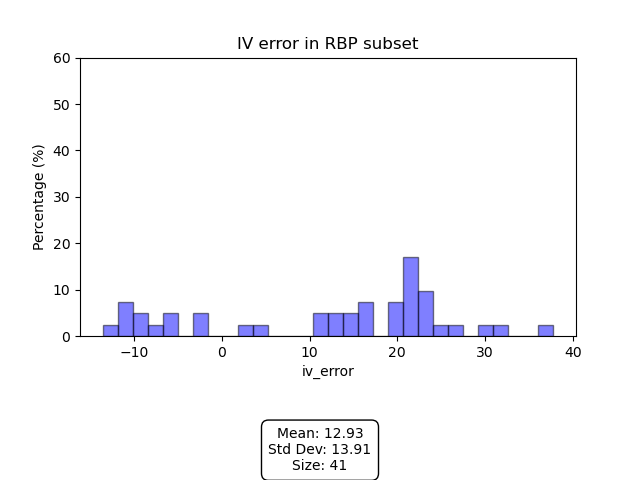 IV error in RBP subset
60
50
40
30
20
10
0
Percentage (%)
−10 0 10 20 30 40
iv_error
Mean: 12.93
Std Dev: 13.91
Size: 41